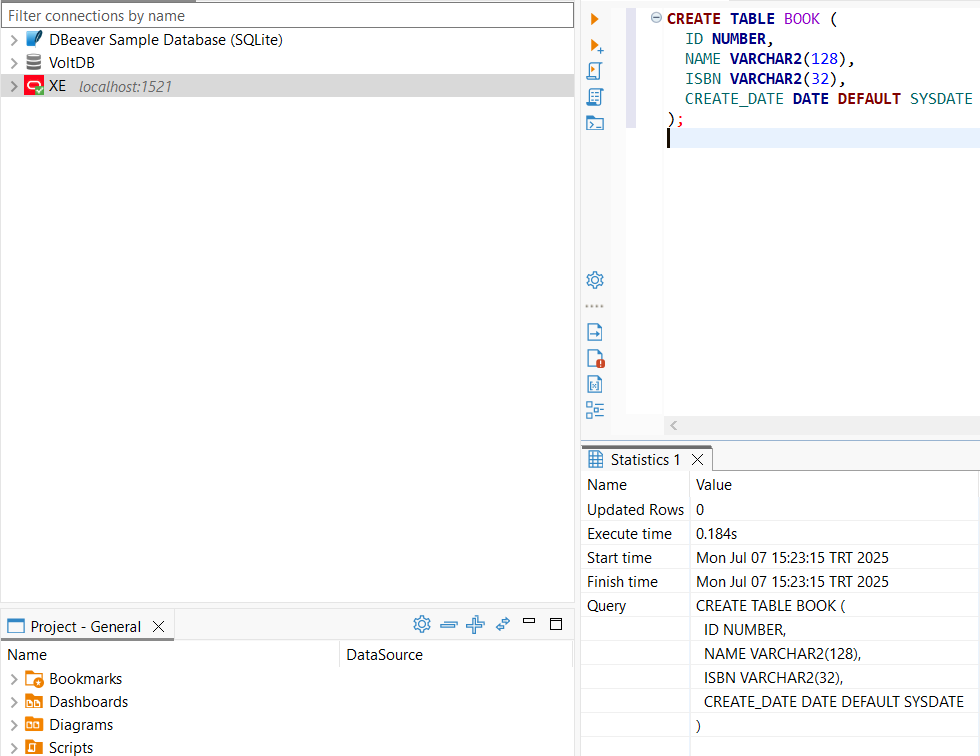 Filter connections by name
DBeaver Sample Database (SQLite)
VoltDB
XE localhost:1521
CREATE TABLE BOOK (
ID NUMBER,
NAME VARCHAR2(128),
ISBN VARCHAR2(32),
CREATE_DATE DATE DEFAULT SYSDATE
);
Statistics 1
Name Value
Updated Rows 0
Execute time 0.184s
Start time Mon Jul 07 15:23:15 TRT 2025
Finish time Mon Jul 07 15:23:15 TRT 2025
Query CREATE TABLE BOOK (
ID NUMBER,
NAME VARCHAR2(128),
ISBN VARCHAR2(32),
CREATE_DATE DATE DEFAULT SYSDATE
)
Project - General
Name DataSource
Bookmarks
Dashboards
Diagrams
Scripts